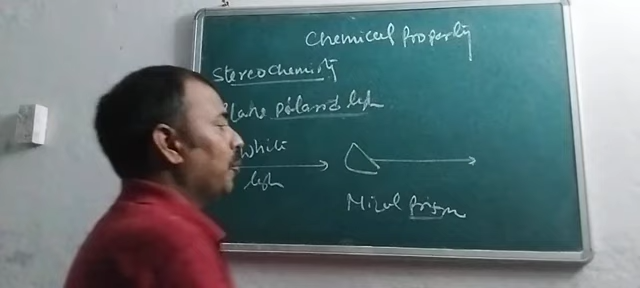 Chemical Property
Stereochemistry
Plane Polarised light
White
light
Nicol prism